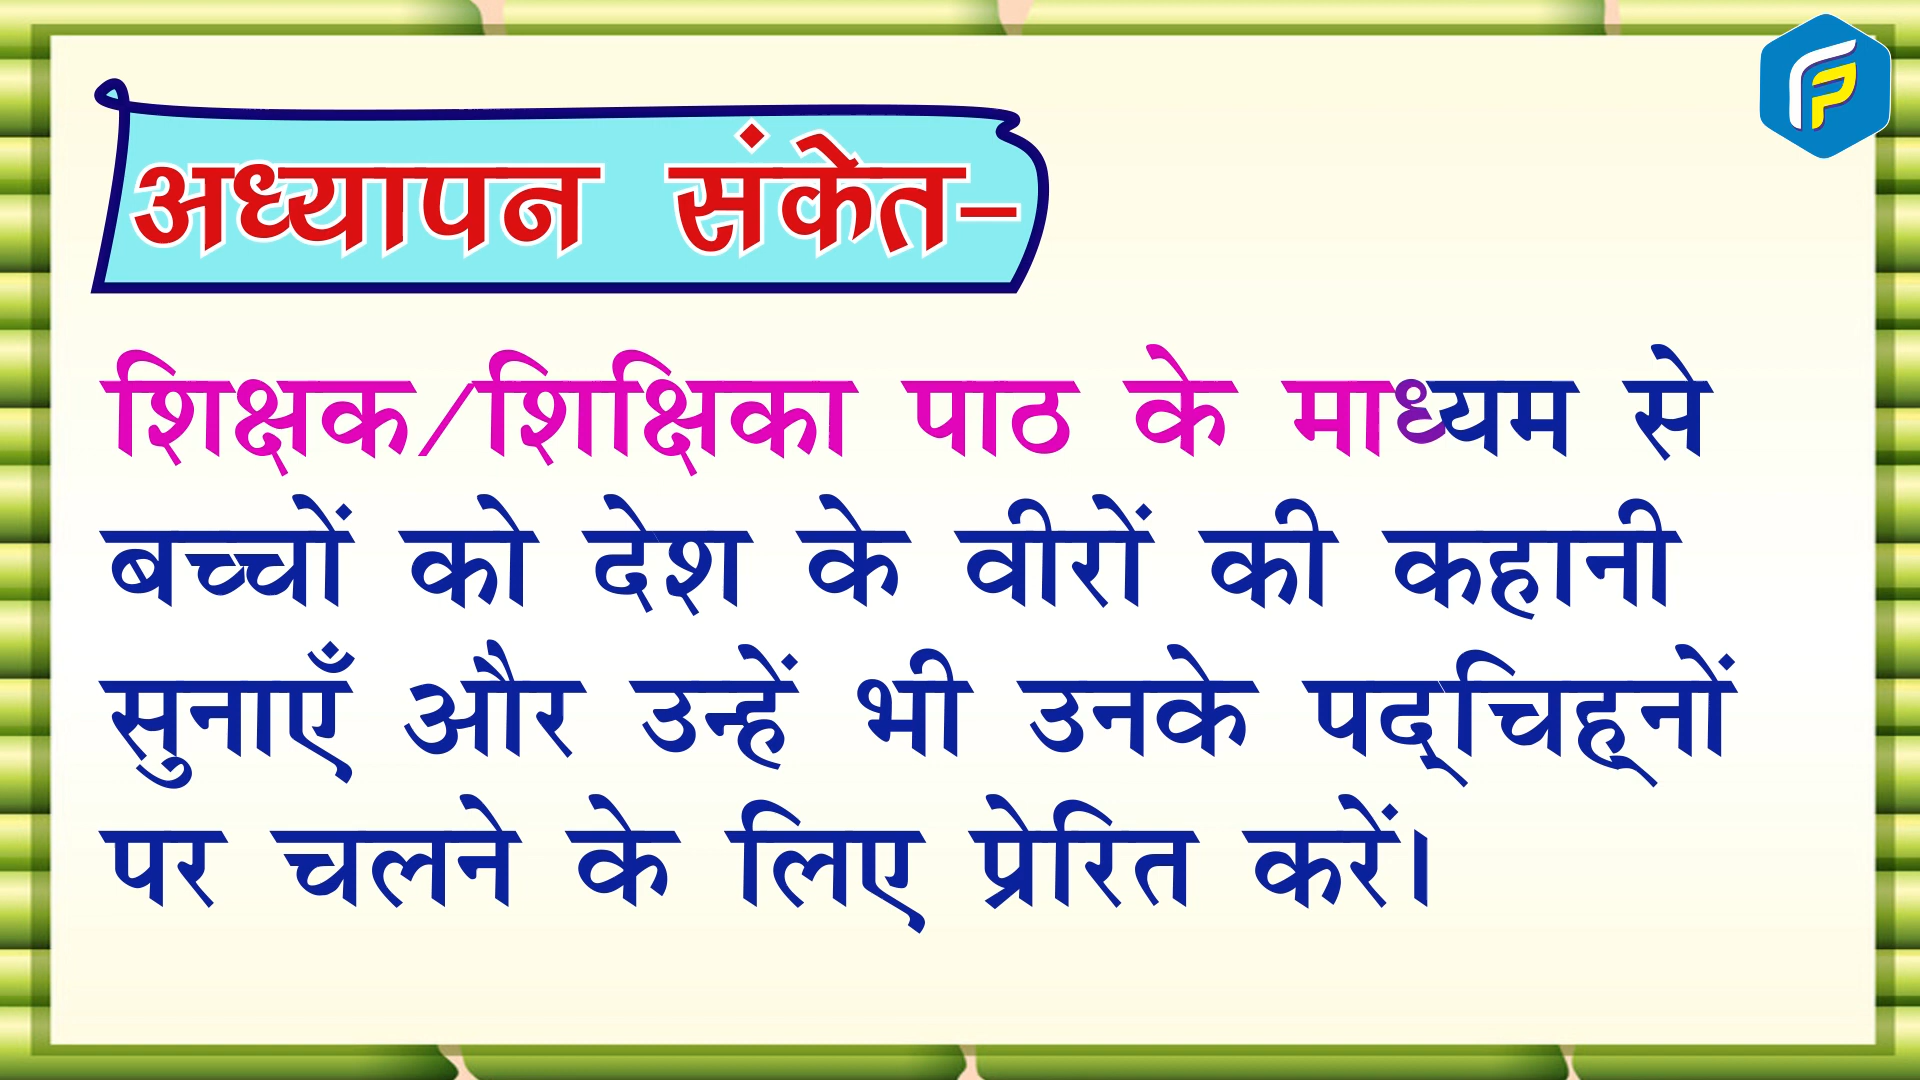 अध्यापन संकेत-
शिक्षक/शिक्षिका पाठ के माध्यम से
बच्चों को देश के वीरों की कहानी
सुनाएँ और उन्हें भी उनके पद्चिह्नों
पर चलने के लिए प्रेरित करें।